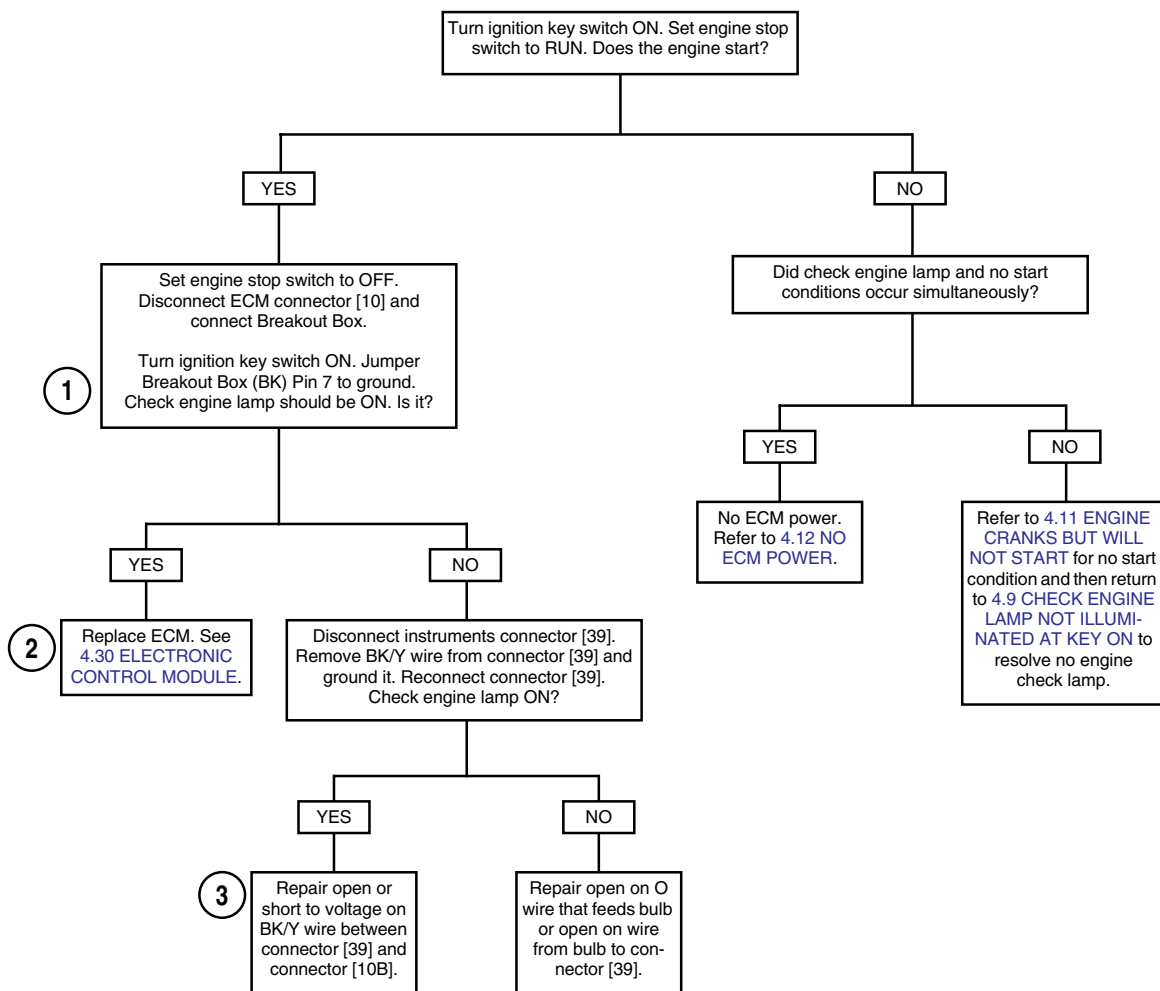 Turn ignition key switch ON. Set engine stop
switch to RUN. Does the engine start?
YES
NO
Set engine stop switch to OFF.
Disconnect ECM connector [10] and
connect Breakout Box.
Turn ignition key switch ON. Jumper
Breakout Box (BK) Pin 7 to ground.
Check engine lamp should be ON. Is it?
1
Did check engine lamp and no start
conditions occur simultaneously?
YES
NO
No ECM power.
Refer to 4.12 NO
ECM POWER.
Refer to 4.11 ENGINE
CRANKS BUT WILL
NOT START for no start
condition and then return
to 4.9 CHECK ENGINE
LAMP NOT ILLUMI-
NATED AT KEY ON to
resolve no engine
check lamp.
YES
NO
2
Replace ECM. See
4.30 ELECTRONIC
CONTROL MODULE.
Disconnect instruments connector [39].
Remove BK/Y wire from connector [39] and
ground it. Reconnect connector [39].
Check engine lamp ON?
YES
NO
3
Repair open or
short to voltage on
BK/Y wire between
connector [39] and
connector [10B].
Repair open on O
wire that feeds bulb
or open on wire
from bulb to con-
nector [39].